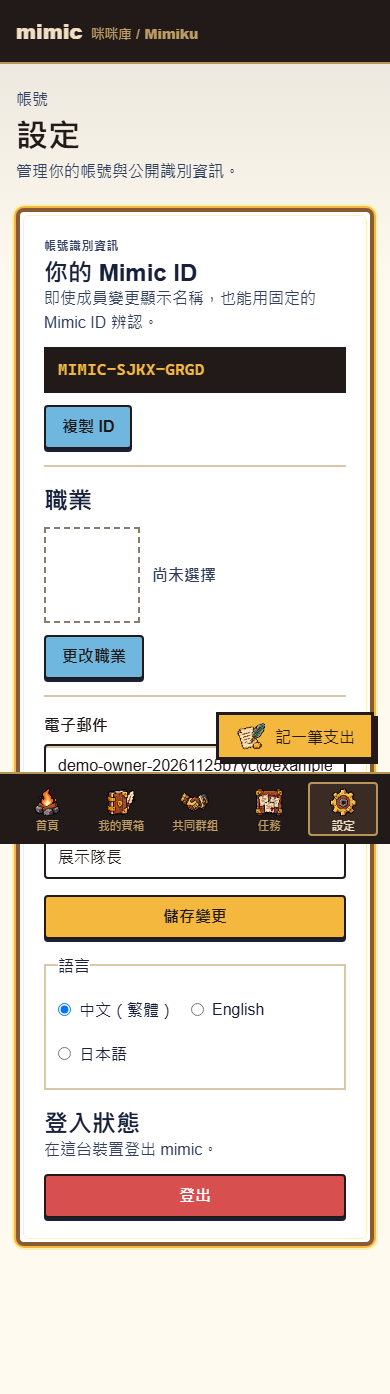 mimic 咪咪庫 / Mimiku
帳號
設定
管理你的帳號與公開識別資訊。
帳號識別資訊
你的 Mimic ID
即使成員變更顯示名稱，也能用固定的
Mimic ID 辨認。
MIMIC-SJKX-GRGD
複製 ID
職業
尚未選擇
更改職業
電子郵件
記一筆支出
首頁
我的寶箱
共同群組
任務
設定
展示隊長
儲存變更
語言
中文（繁體）
English
日本語
登入狀態
在這台裝置登出 mimic。
登出